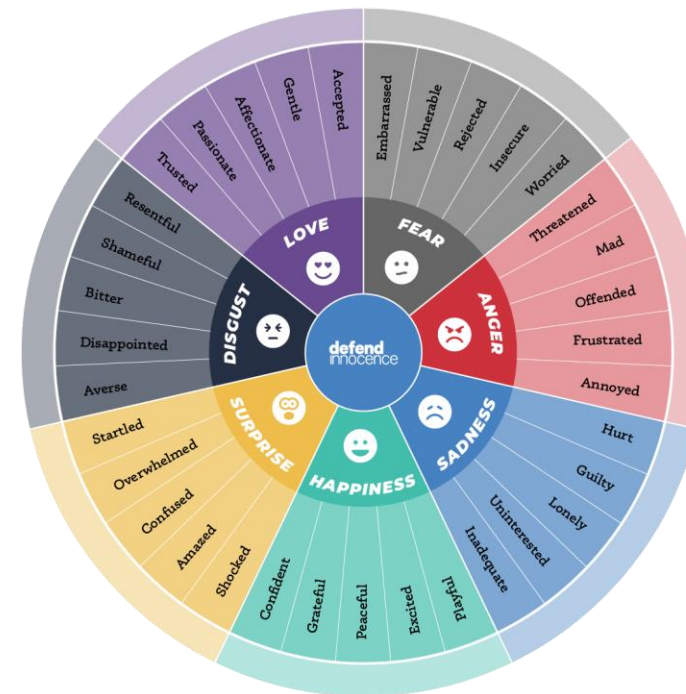 defend
innocence
LOVE
Trusted
Passionate
Affectionate
Gentle
Accepted
FEAR
Embarrassed
Vulnerable
Rejected
Insecure
Worried
ANGER
Threatened
Mad
Offended
Frustrated
Annoyed
SADNESS
Hurt
Guilty
Lonely
Uninterested
Inadequate
HAPPINESS
Playful
Excited
Peaceful
Grateful
Confident
SURPRISE
Shocked
Amazed
Confused
Overwhelmed
Startled
DISGUST
Averse
Disappointed
Bitter
Shameful
Resentful